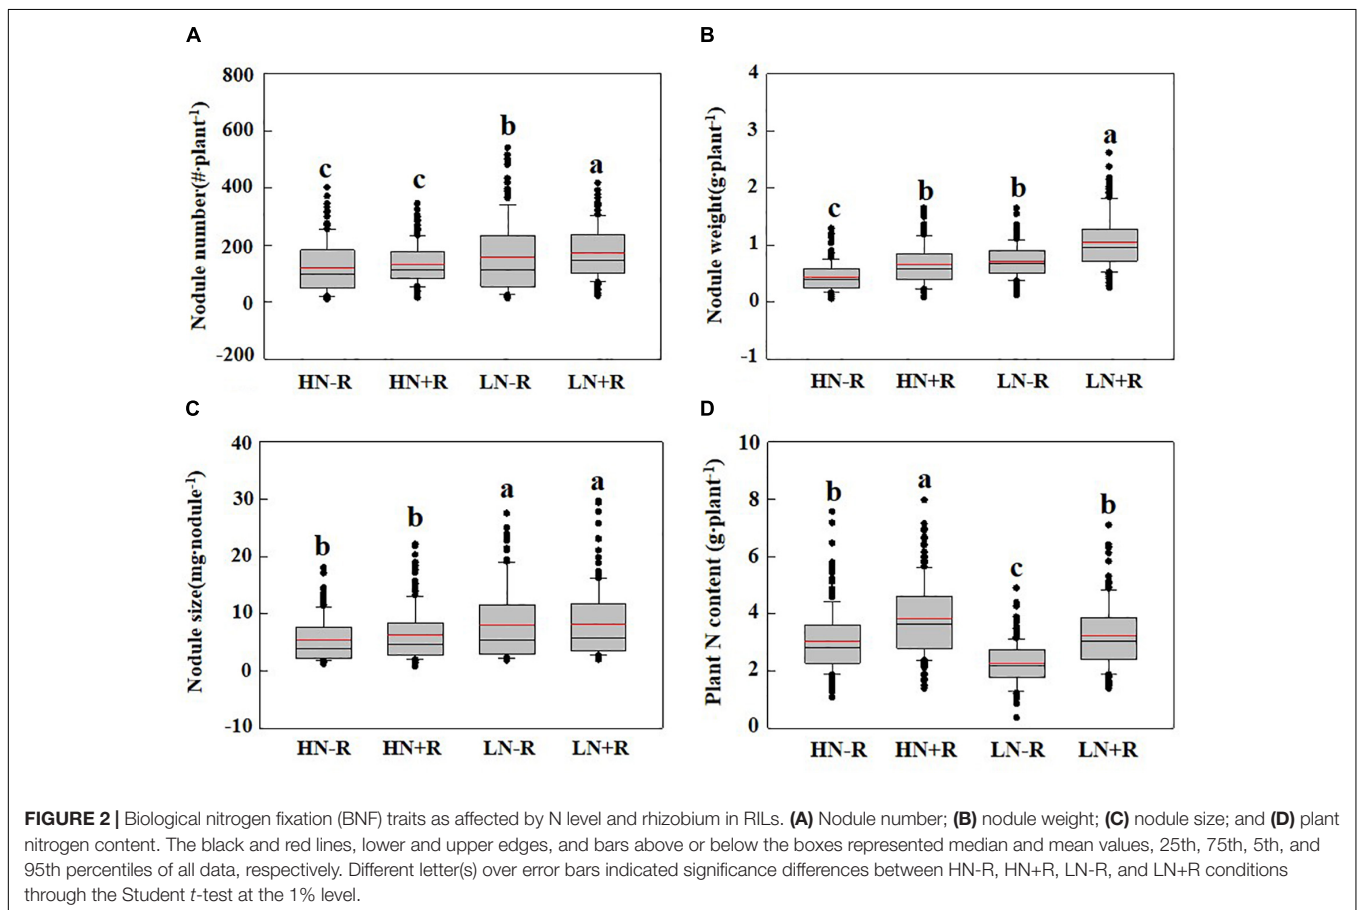 A
Nodule number(#·plant⁻¹)
800
600
400
200
0
-200
c
c
b
a
HN-R HN+R LN-R LN+R
B
Nodule weight(g·plant⁻¹)
4
3
2
1
0
-1
c
b
b
a
HN-R HN+R LN-R LN+R
C
Nodule size(mg·nodule⁻¹)
40
30
20
10
0
-10
b
b
a
a
HN-R HN+R LN-R LN+R
D
Plant N content (g·plant⁻¹)
10
8
6
4
2
0
b
a
c
b
HN-R HN+R LN-R LN+R
FIGURE 2 | Biological nitrogen fixation (BNF) traits as affected by N level and rhizobium in RILs. (A) Nodule number; (B) nodule weight; (C) nodule size; and (D) plant
nitrogen content. The black and red lines, lower and upper edges, and bars above or below the boxes represented median and mean values, 25th, 75th, 5th, and
95th percentiles of all data, respectively. Different letter(s) over error bars indicated significance differences between HN-R, HN+R, LN-R, and LN+R conditions
through the Student t-test at the 1% level.